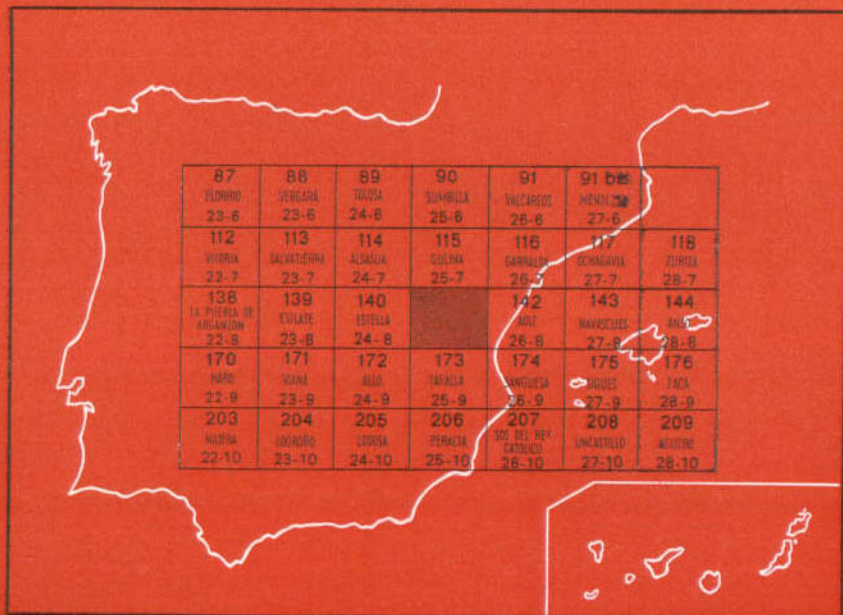 87 88 89 90 91 91 bis
ELORRIO VERGARA TOLOSA SUMBILLA VALCARLOS
23-6 23-6 24-6 25-6 26-6 27-6
112 113 114 115 116 117 118
VITORIA SALVATIERRA ALSASUA GULINA GARRALDA OCHAGAVIA ZURIZA
22-7 23-7 24-7 25-7 26-7 27-7 28-7
138 139 140 142 143 144
LA PUEBLA DE
ARGANZON EULATE ESTELLA AOIZ NAVASCUES ANSO
22-8 23-8 24-8 26-8 27-8 28-8
170 171 172 173 174 175 176
HARO VIANA ALLO TAFALLA SANGUESA SIGUES JACA
22-9 23-9 24-9 25-9 26-9 27-9 28-9
203 204 205 206 207 208 209
NAJERA LOGROÑO LODOSA PERALTA SOS DEL REY
CATOLICO UNCASTILLO AGUERO
22-10 23-10 24-10 25-10 26-10 27-10 28-10